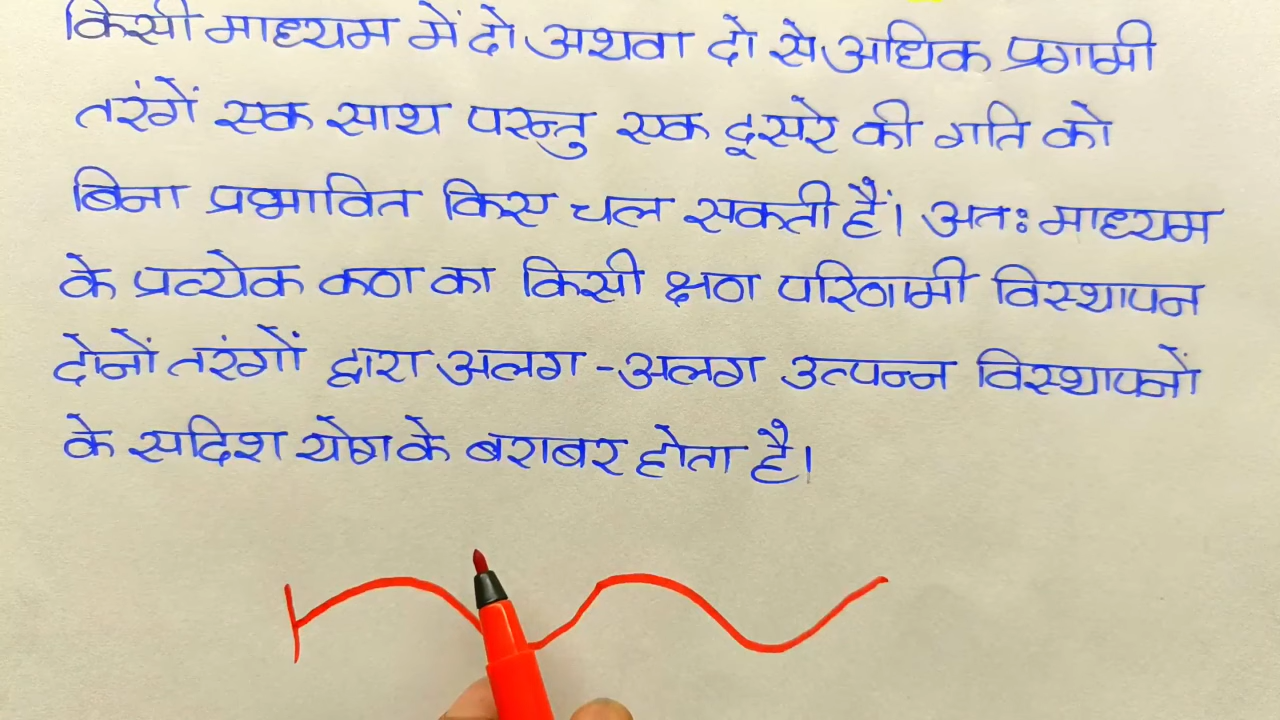 किसी माध्यम में दो अथवा दो से अधिक प्रगामी
तरंगें एक साथ परन्तु एक दूसरे की गति को
बिना प्रभावित किए चल सकती हैं। अतः माध्यम
के प्रत्येक कण का किसी क्षण परिणामी विस्थापन
दोनों तरंगों द्वारा अलग-अलग उत्पन्न विस्थापनों
के सदिश योग के बराबर होता है।